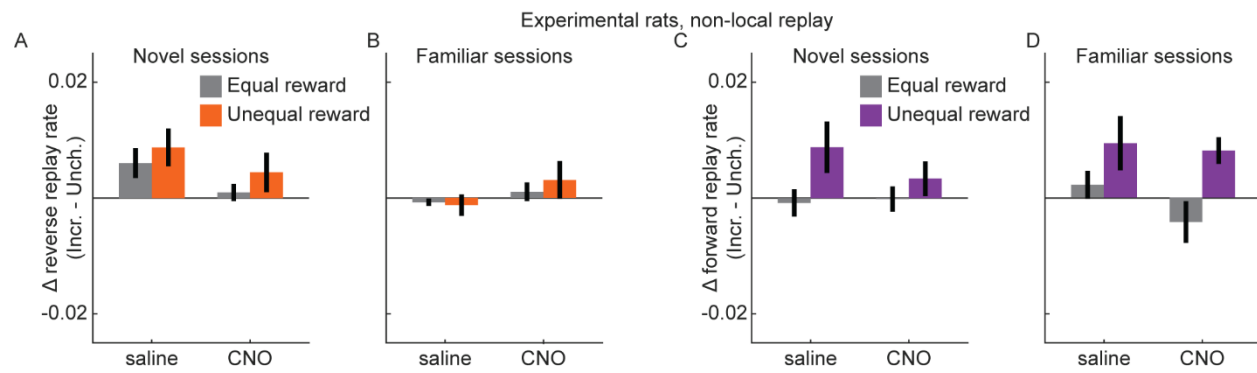 Experimental rats, non-local replay
A
Novel sessions
Equal reward
Unequal reward
Δ reverse replay rate
(Incr. - Unch.)
0.02
-0.02
saline CNO
B
Familiar sessions
saline CNO
C
Novel sessions
Equal reward
Unequal reward
Δ forward replay rate
(Incr. - Unch.)
0.02
-0.02
saline CNO
D
Familiar sessions
saline CNO